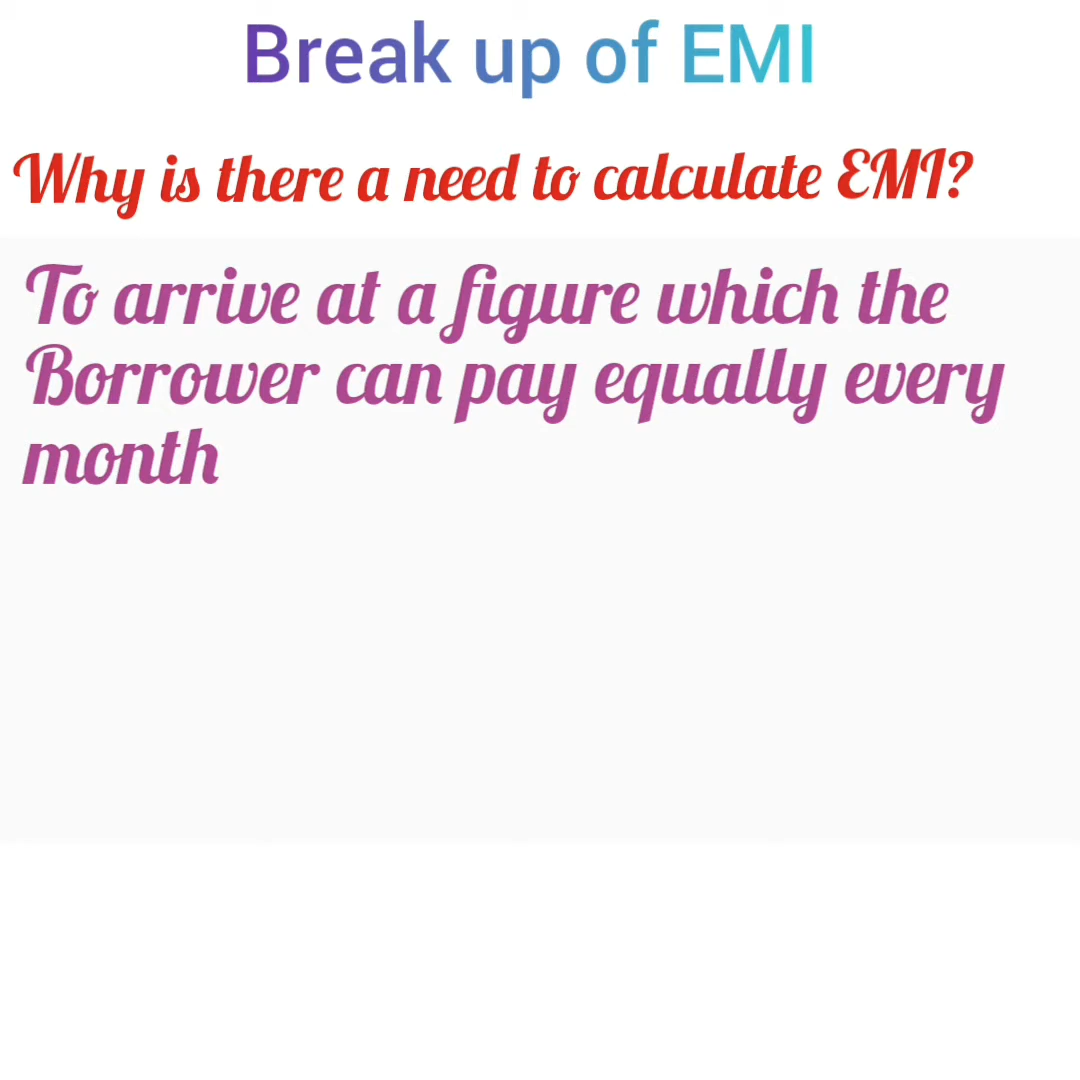 Break up of EMI
Why is there a need to calculate EMI?
To arrive at a figure which the
Borrower can pay equally every
month